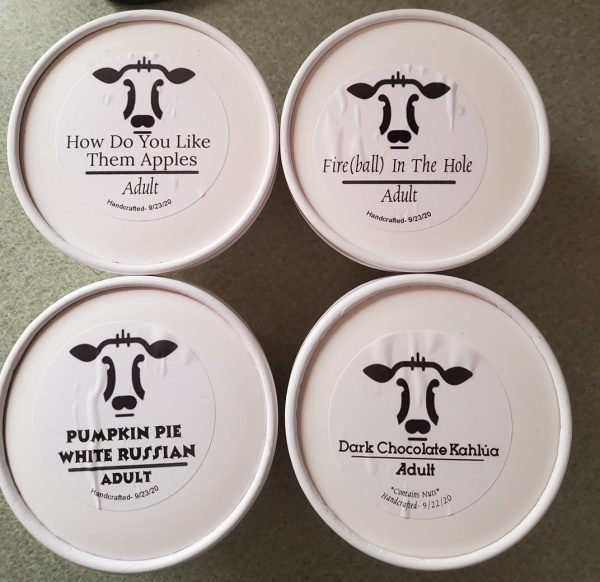 How Do You Like
Them Apples
Adult
Handcrafted- 9/23/20
Fire(ball) In The Hole
Adult
Handcrafted- 9/23/20
PUMPKIN PIE
WHITE RUSSIAN
ADULT
Handcrafted- 9/23/20
Dark Chocolate Kahlúa
Adult
*Contains Nuts*
Handcrafted- 9/22/20